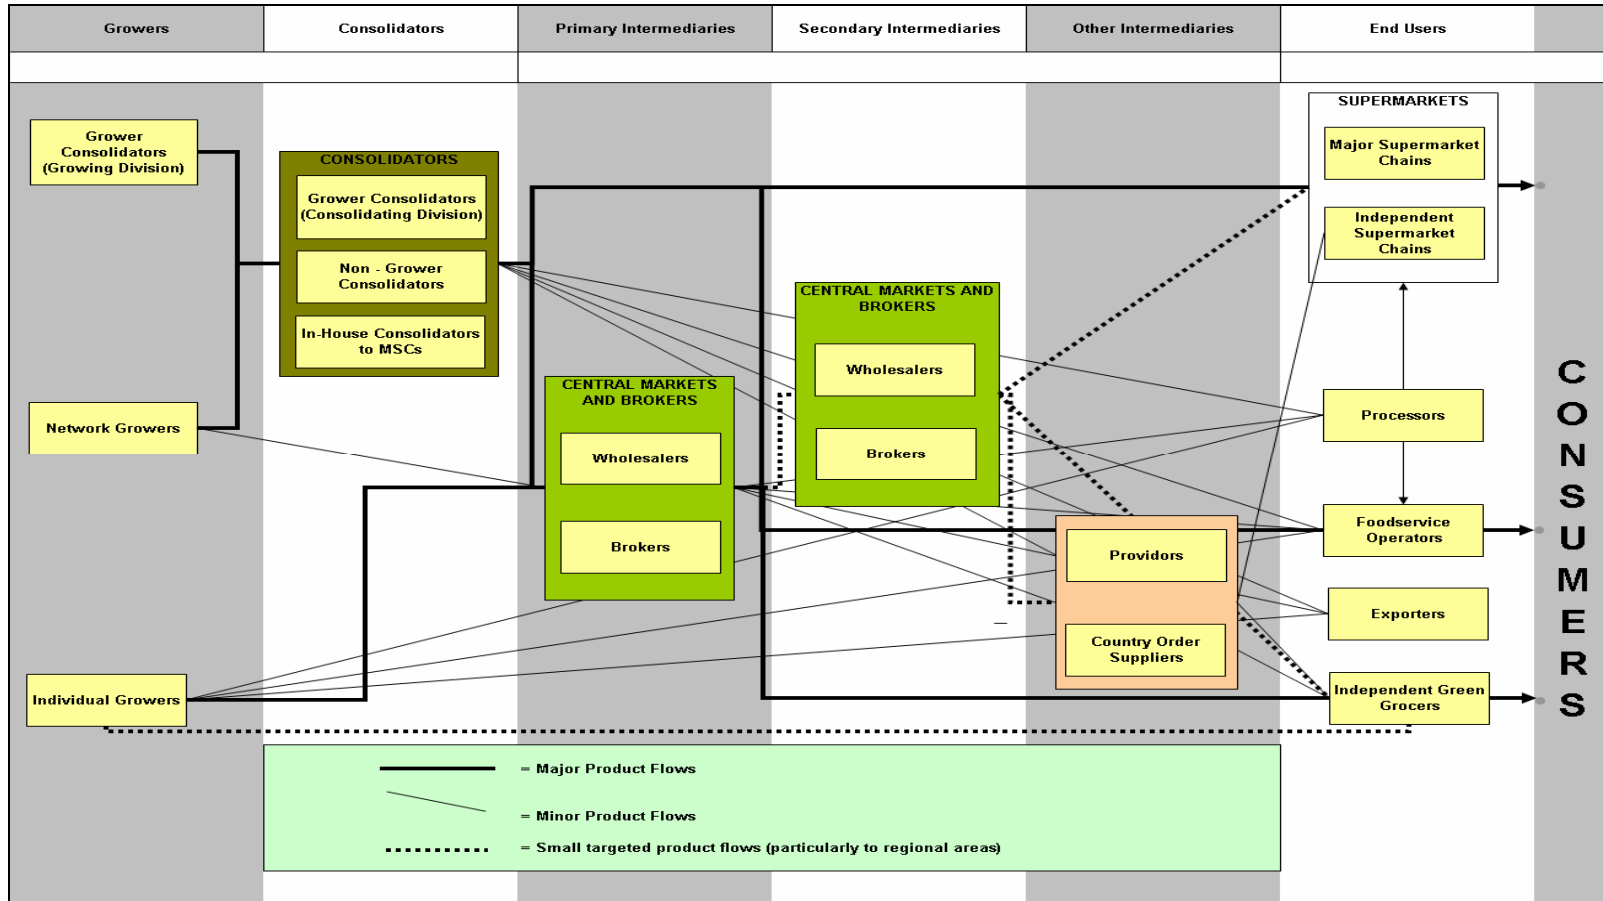 Growers
Consolidators
Primary Intermediaries
Secondary Intermediaries
Other Intermediaries
End Users
Grower
Consolidators
(Growing Division)
Network Growers
Individual Growers
CONSOLIDATORS
Grower Consolidators
(Consolidating Division)
Non - Grower
Consolidators
In-House Consolidators
to MSCs
CENTRAL MARKETS
AND BROKERS
Wholesalers
Brokers
CENTRAL MARKETS AND
BROKERS
Wholesalers
Brokers
Providors
Country Order
Suppliers
SUPERMARKETS
Major Supermarket
Chains
Independent
Supermarket
Chains
Processors
Foodservice
Operators
Exporters
Independent Green
Grocers
CONSUMERS
= Major Product Flows
= Minor Product Flows
= Small targeted product flows (particularly to regional areas)